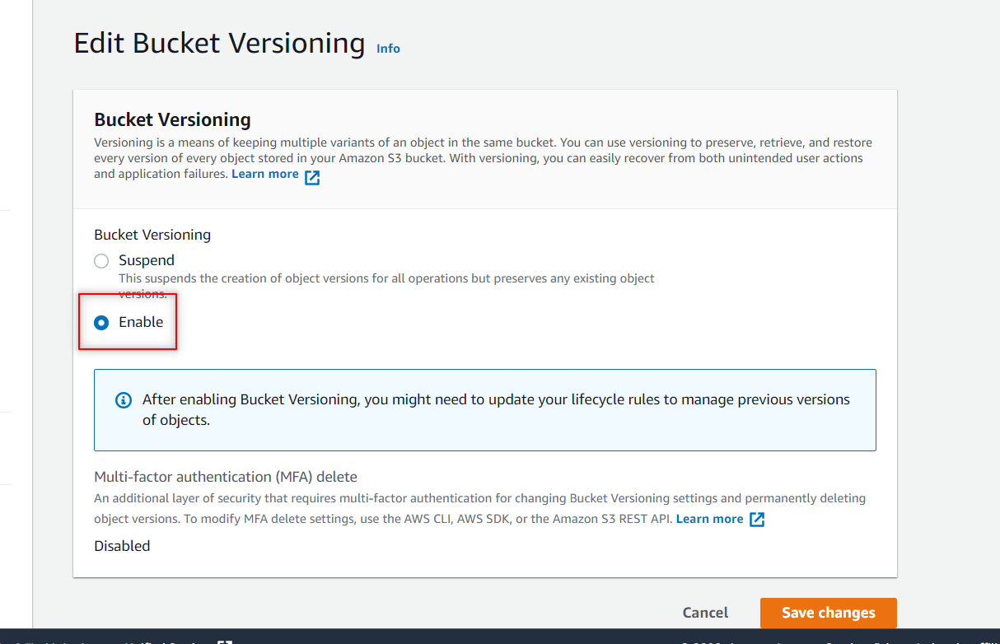 Edit Bucket Versioning Info
Bucket Versioning
Versioning is a means of keeping multiple variants of an object in the same bucket. You can use versioning to preserve, retrieve, and restore
every version of every object stored in your Amazon S3 bucket. With versioning, you can easily recover from both unintended user actions
and application failures. Learn more
Bucket Versioning
Suspend
This suspends the creation of object versions for all operations but preserves any existing object
versions.
Enable
After enabling Bucket Versioning, you might need to update your lifecycle rules to manage previous versions
of objects.
Multi-factor authentication (MFA) delete
An additional layer of security that requires multi-factor authentication for changing Bucket Versioning settings and permanently deleting
object versions. To modify MFA delete settings, use the AWS CLI, AWS SDK, or the Amazon S3 REST API. Learn more
Disabled
Cancel Save changes